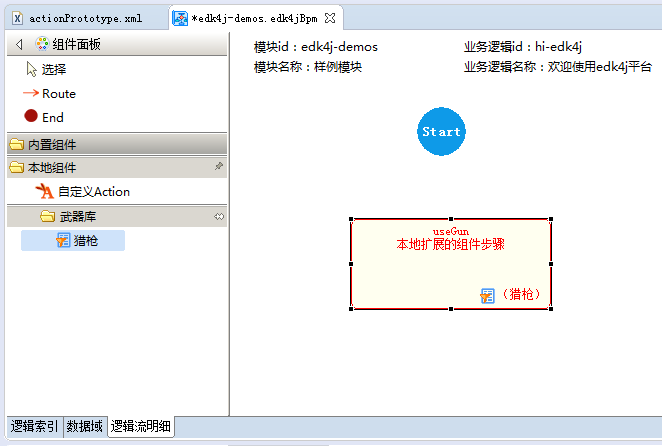 actionPrototype.xml
*edk4j-demos.edk4jBpm
组件面板
选择
Route
End
内置组件
本地组件
自定义Action
武器库
猎枪
模块id：edk4j-demos
业务逻辑id：hi-edk4j
模块名称：样例模块
业务逻辑名称：欢迎使用edk4j平台
Start
useGun
本地扩展的组件步骤
（猎枪）
逻辑索引
数据域
逻辑流明细